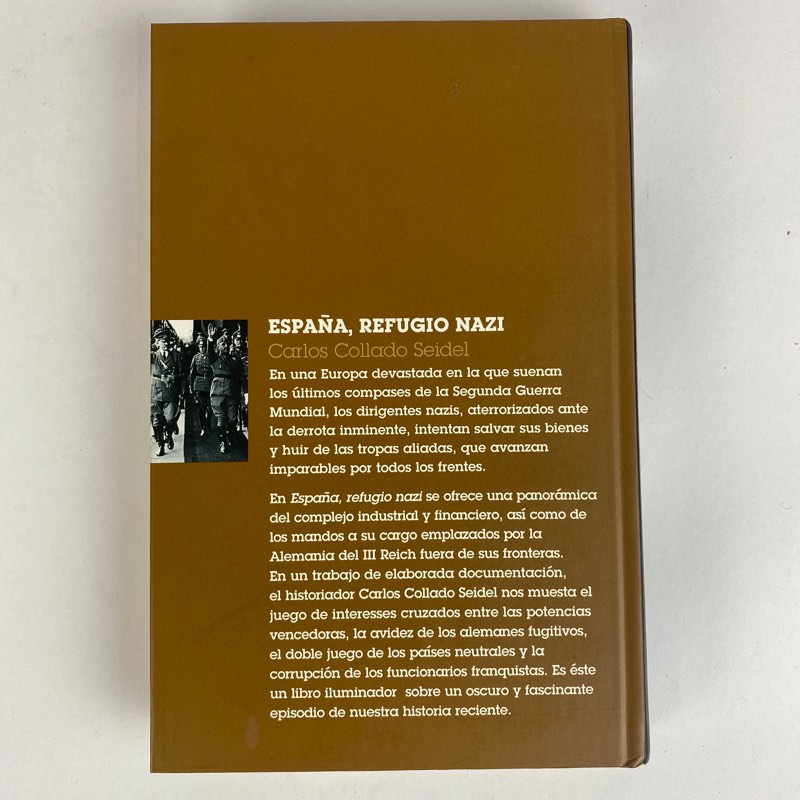 ESPAÑA, REFUGIO NAZI
Carlos Collado Seidel
En una Europa devastada en la que suenan
los últimos compases de la Segunda Guerra
Mundial, los dirigentes nazis, aterrorizados ante
la derrota inminente, intentan salvar sus bienes
y huir de las tropas aliadas, que avanzan
imparables por todos los frentes.
En España, refugio nazi se ofrece una panorámica
del complejo industrial y financiero, así como de
los mandos a su cargo emplazados por la
Alemania del III Reich fuera de sus fronteras.
En un trabajo de elaborada documentación,
el historiador Carlos Collado Seidel nos muesta el
juego de interesses cruzados entre las potencias
vencedoras, la avidez de los alemanes fugitivos,
el doble juego de los países neutrales y la
corrupción de los funcionarios franquistas. Es éste
un libro iluminador  sobre un oscuro y fascinante
episodio de nuestra historia reciente.